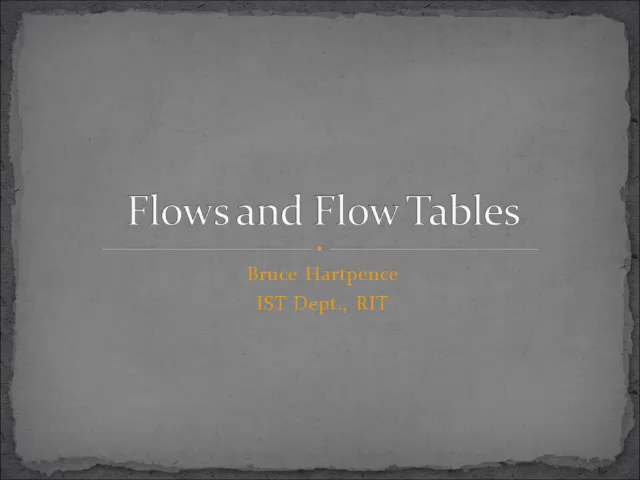 Flows and Flow Tables
Bruce Hartpence
IST Dept., RIT